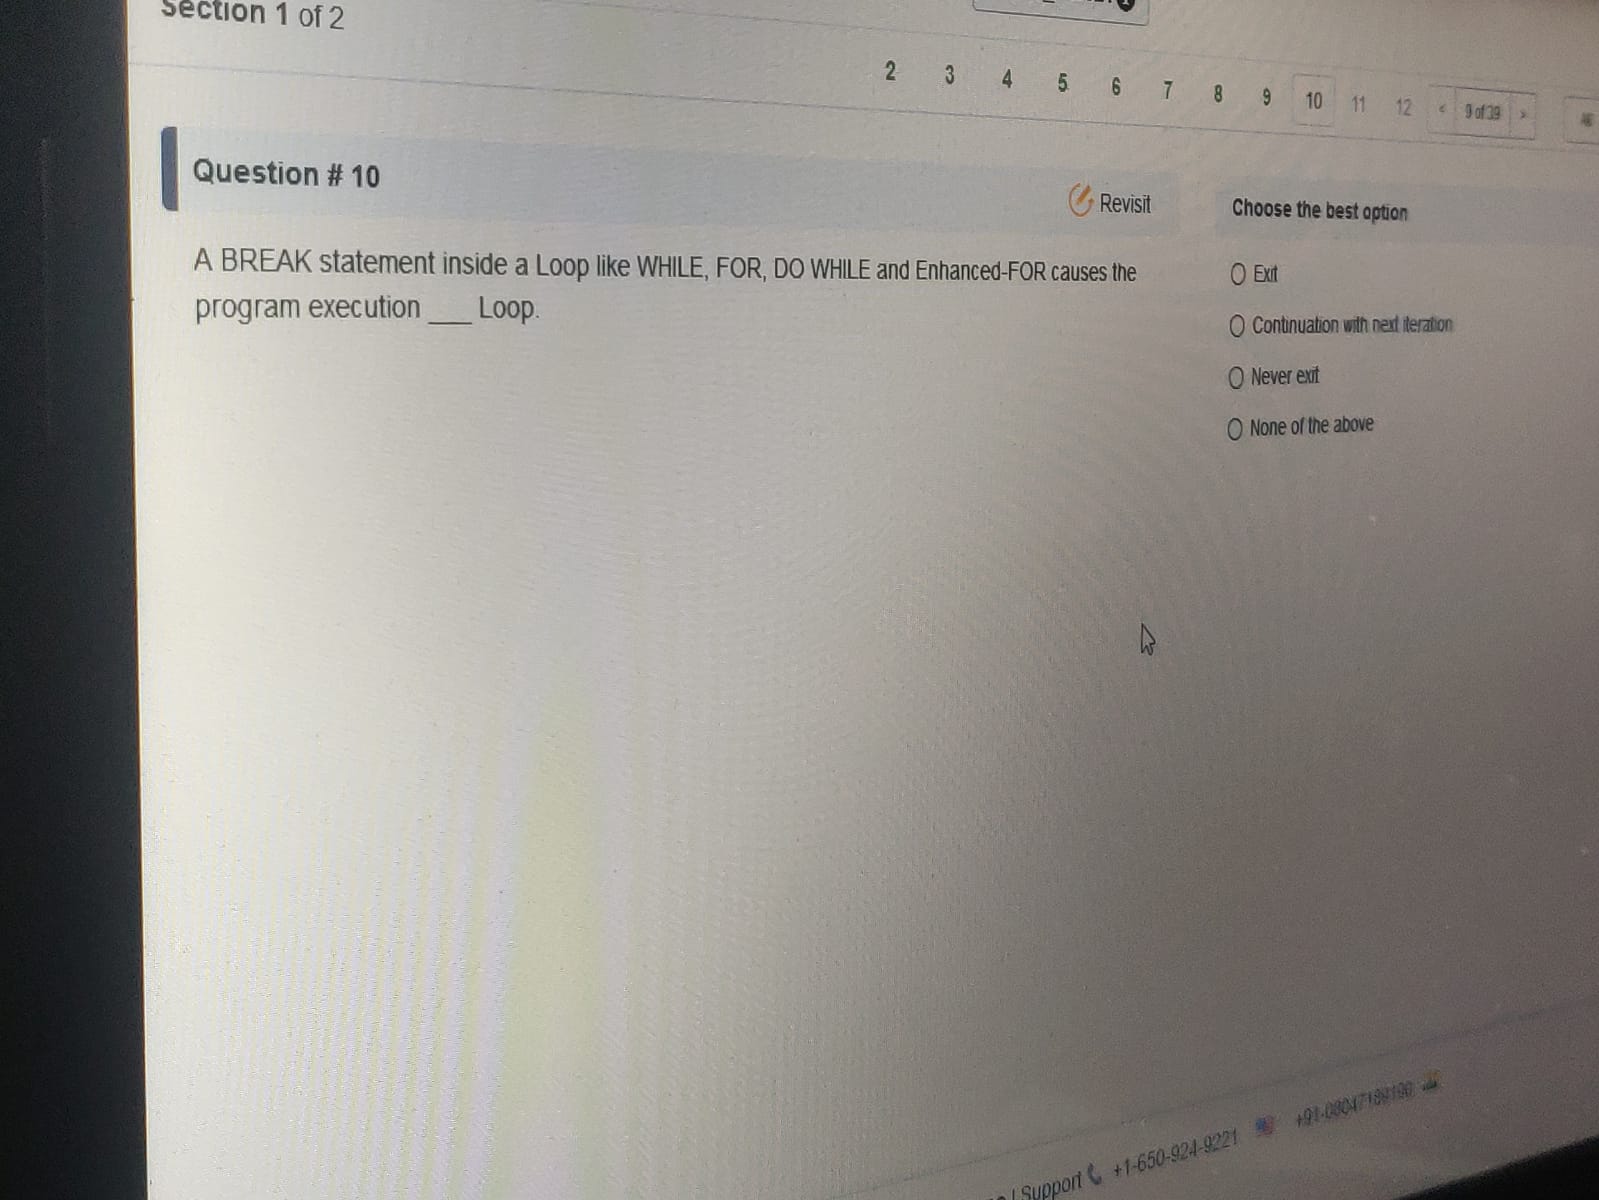 Section 1 of 2
2 3 4 5 6 7 8 9 10 11 12 < 9 of 39 >
Question # 10
Revisit
A BREAK statement inside a Loop like WHILE, FOR, DO WHILE and Enhanced-FOR causes the
program execution ___ Loop.
Choose the best option
Exit
Continuation with next iteration
Never exit
None of the above
Support +1-650-924-9221